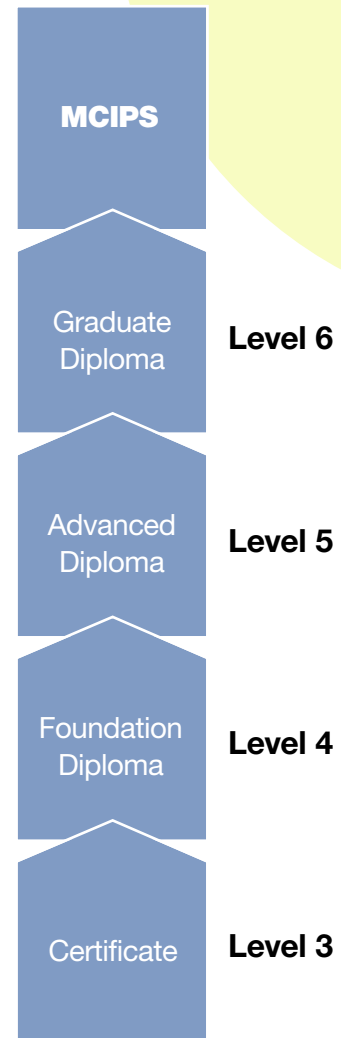 MCIPS
Graduate
Diploma
Level 6
Advanced
Diploma
Level 5
Foundation
Diploma
Level 4
Certificate
Level 3